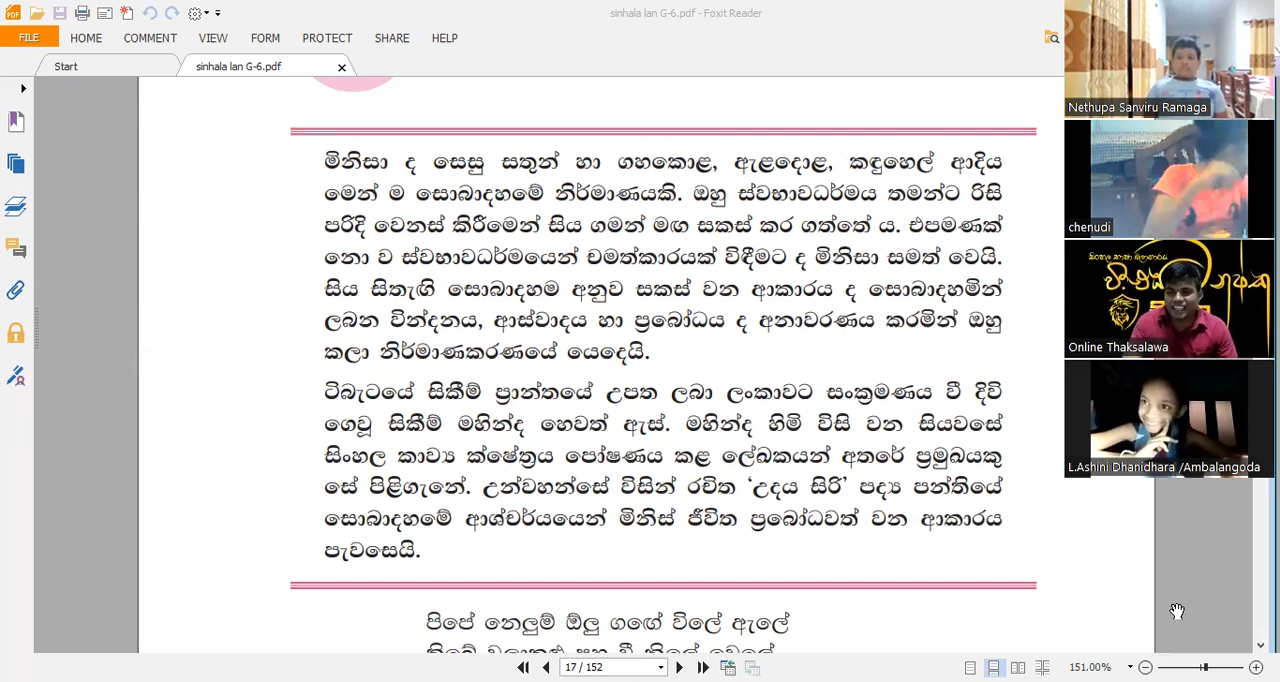 sinhala lan G-6.pdf - Foxit Reader
FILE HOME COMMENT VIEW FORM PROTECT SHARE HELP
Start sinhala lan G-6.pdf
මිනිසා ද සෙසු සතුන් හා ගහකොළ, ඇළදොළ, කඳුහෙල් ආදිය
මෙන් ම සොබාදහමේ නිර්මාණයකි. ඔහු ස්වභාවධර්මය තමන්ට රිසි
පරිදි වෙනස් කිරීමෙන් සිය ගමන් මඟ සකස් කර ගත්තේ ය. එපමණක්
නො ව ස්වභාවධර්මයෙන් චමත්කාරයක් විඳීමට ද මිනිසා සමත් වෙයි.
සිය සිතැඟි සොබාදහම අනුව සකස් වන ආකාරය ද සොබාදහමින්
ලබන වින්දනය, ආස්වාදය හා ප්‍රබෝධය ද අනාවරණය කරමින් ඔහු
කලා නිර්මාණකරණයේ යෙදෙයි.
ටිබැටයේ සිකීම් ප්‍රාන්තයේ උපත ලබා ලංකාවට සංක්‍රමණය වී දිවි
ගෙවූ සිකීම් මහින්ද හෙවත් ඇස්. මහින්ද හිමි විසි වන සියවසේ
සිංහල කාව්‍ය ක්ෂේත්‍රය පෝෂණය කළ ලේඛකයන් අතරේ ප්‍රමුඛයකු
සේ පිළිගැනේ. උන්වහන්සේ විසින් රචිත ‘උදය සිරි’ පද්‍ය පන්තියේ
සොබාදහමේ ආශ්චර්යයෙන් මිනිස් ජීවිත ප්‍රබෝධවත් වන ආකාරය
පැවසෙයි.
පිපේ නෙලුම් ඕලු ගඟේ විලේ ඇලේ
Nethupa Sanviru Ramaga
chenudi
Online Thaksalawa
L.Ashini Dhanidhara /Ambalangoda
17 / 152
151.00%